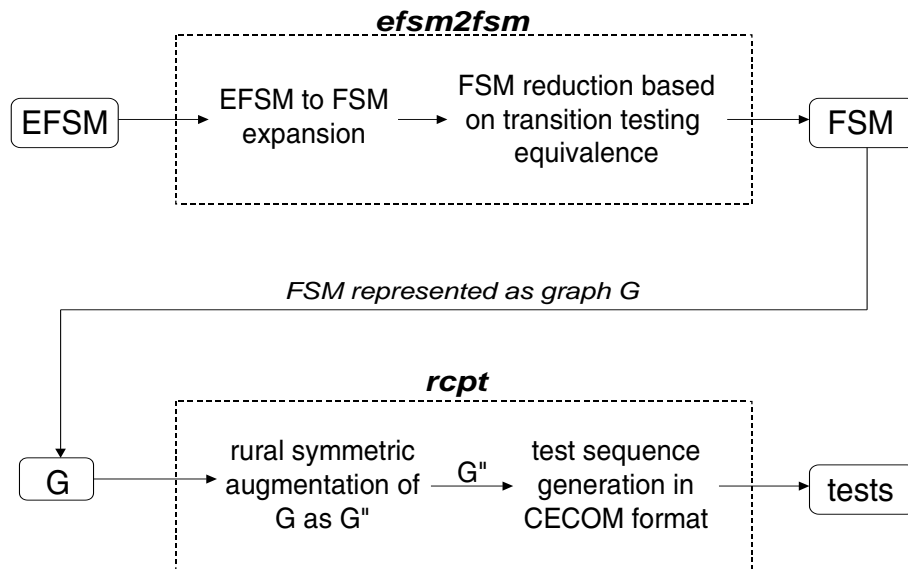 efsm2fsm
EFSM
EFSM to FSM
expansion
FSM reduction based
on transition testing
equivalence
FSM
FSM represented as graph G
rcpt
G
rural symmetric
augmentation of
G as G"
G"
test sequence
generation in
CECOM format
tests